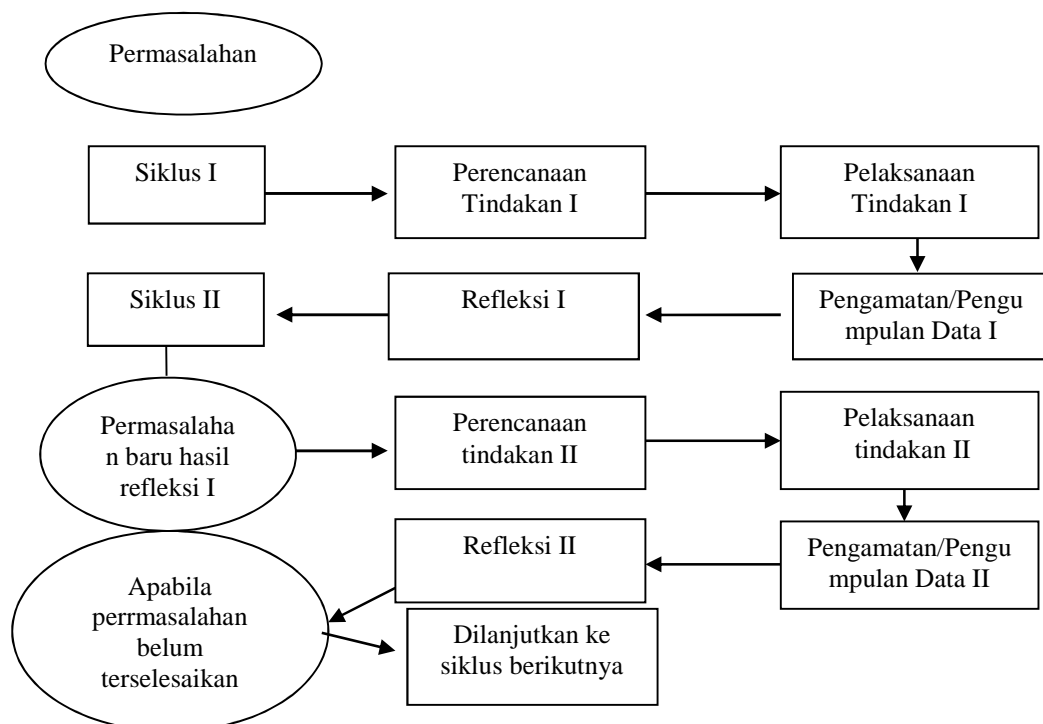 Permasalahan
Siklus I
Perencanaan
Tindakan I
Pelaksanaan
Tindakan I
Siklus II
Refleksi I
Pengamatan/Pengu
mpulan Data I
Permasalaha
n baru hasil
refleksi I
Perencanaan
tindakan II
Pelaksanaan
tindakan II
Refleksi II
Pengamatan/Pengu
mpulan Data II
Apabila
perrmasalahan
belum
terselesaikan
Dilanjutkan ke
siklus berikutnya